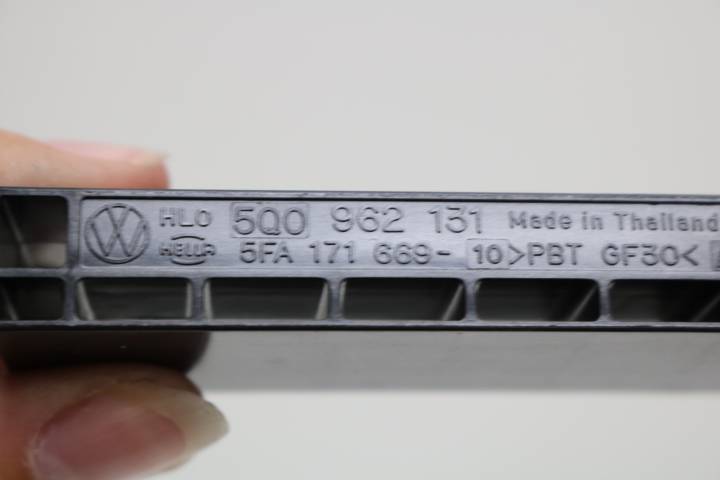 HLO 5Q0 962 131 Made in Thailand
HELLA 5FA 171 669-10 >PBT GF30<